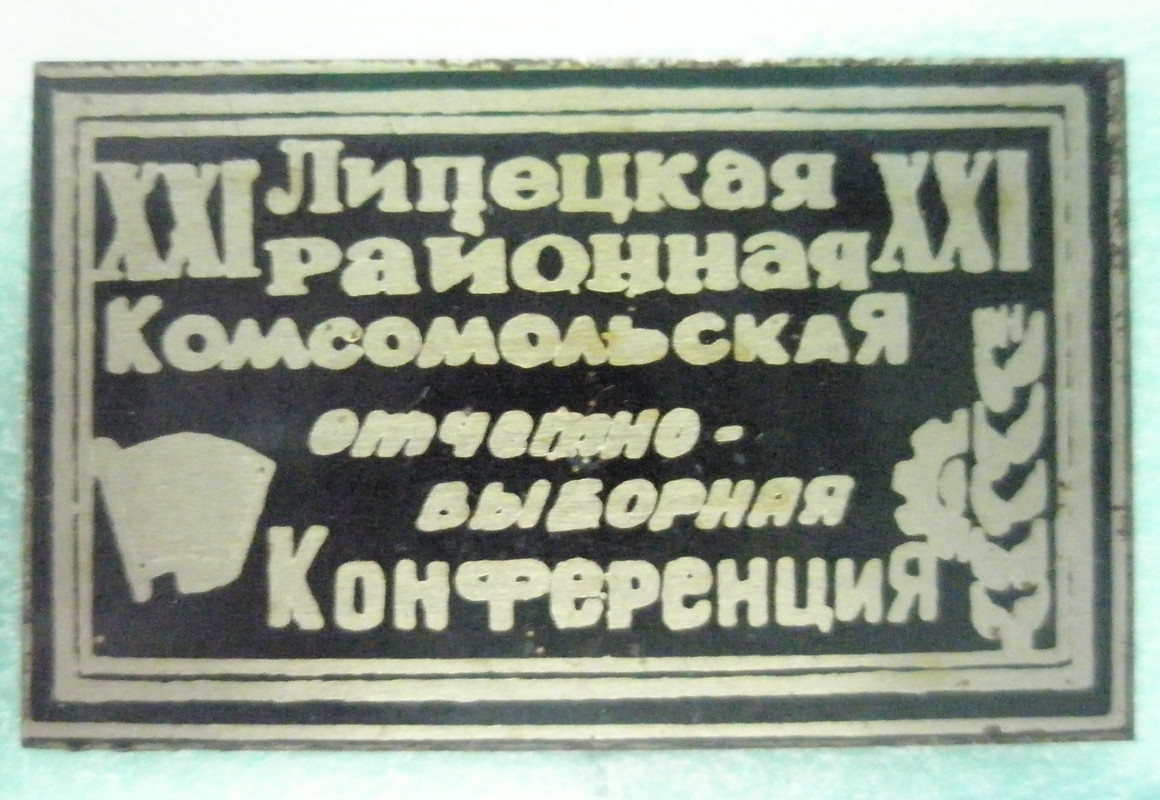 XXI Липецкая XXI
районная
Комсомольская
отчетно-
выборная
Конференция